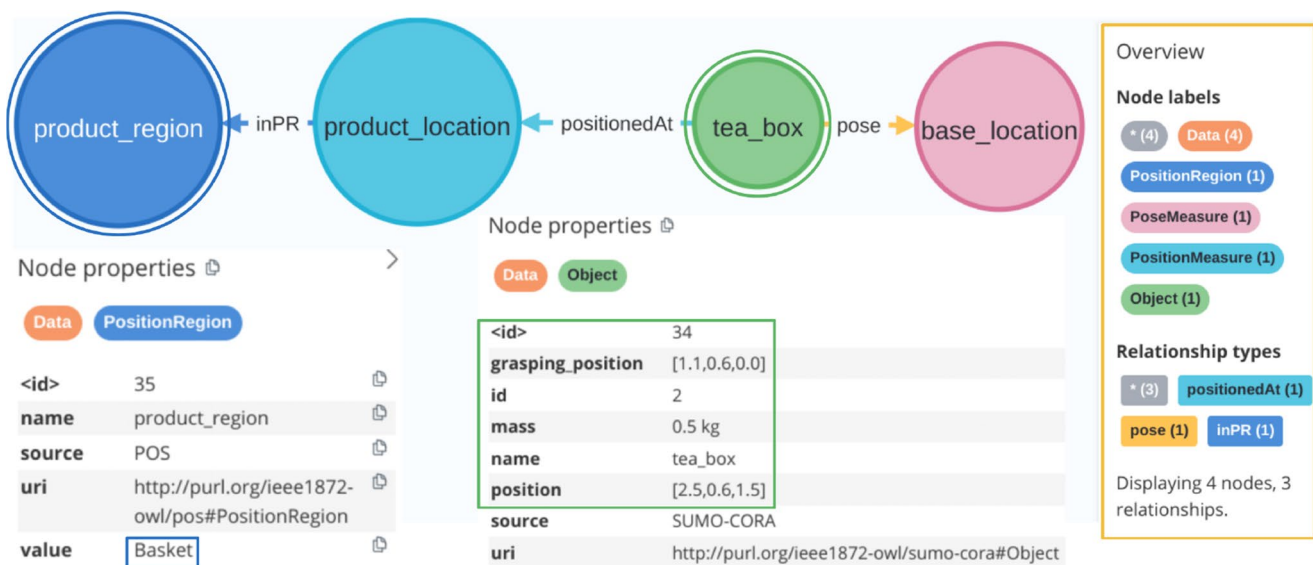 product_region
inPR
product_location
positionedAt
tea_box
pose
base_location
Node properties
Data PositionRegion
<id> 35
name product_region
source POS
uri http://purl.org/ieee1872-
owl/pos#PositionRegion
value Basket
Node properties
Data Object
<id> 34
grasping_position [1.1,0.6,0.0]
id 2
mass 0.5 kg
name tea_box
position [2.5,0.6,1.5]
source SUMO-CORA
uri http://purl.org/ieee1872-owl/sumo-cora#Object
Overview
Node labels
* (4) Data (4)
PositionRegion (1)
PoseMeasure (1)
PositionMeasure (1)
Object (1)
Relationship types
* (3) positionedAt (1)
pose (1) inPR (1)
Displaying 4 nodes, 3
relationships.